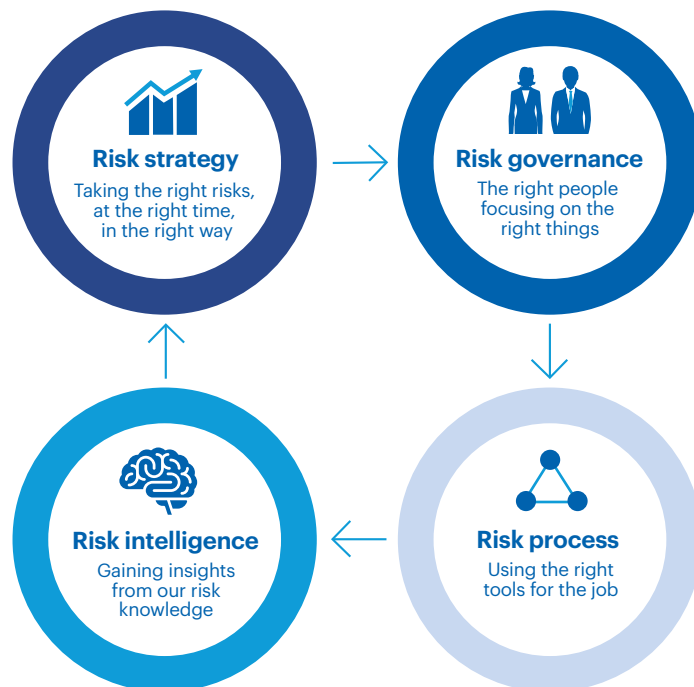 Risk strategy
Taking the right risks,
at the right time,
in the right way
Risk governance
The right people
focusing on the
right things
Risk intelligence
Gaining insights
from our risk
knowledge
Risk process
Using the right
tools for the job